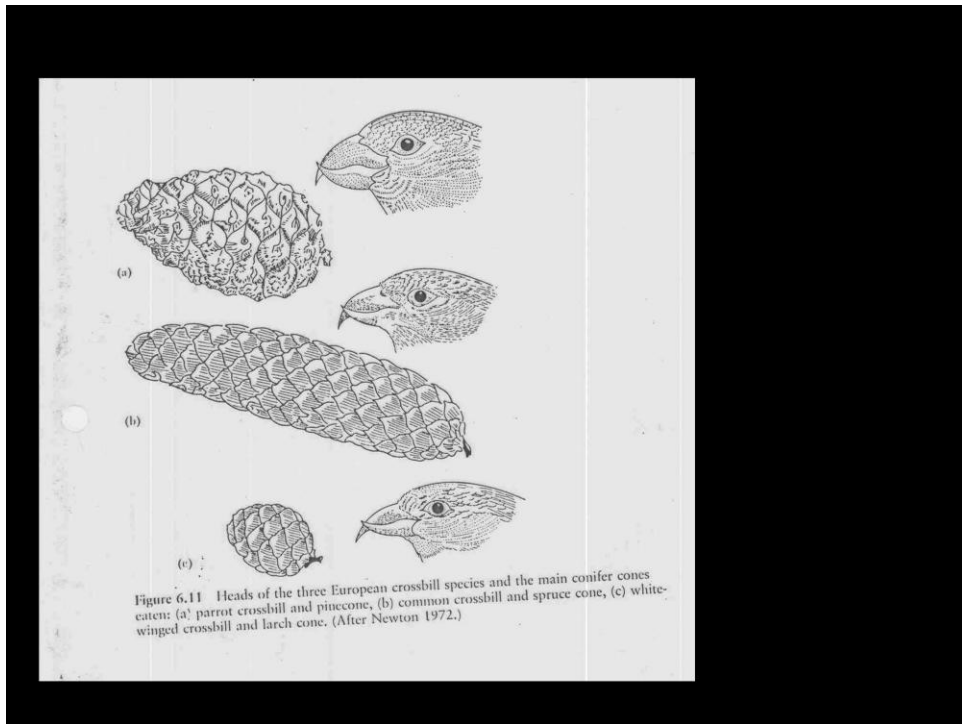 (a)
(b)
(c)
Figure 6.11 Heads of the three European crossbill species and the main conifer cones
eaten: (a) parrot crossbill and pinecone, (b) common crossbill and spruce cone, (c) white-
winged crossbill and larch cone. (After Newton 1972.)